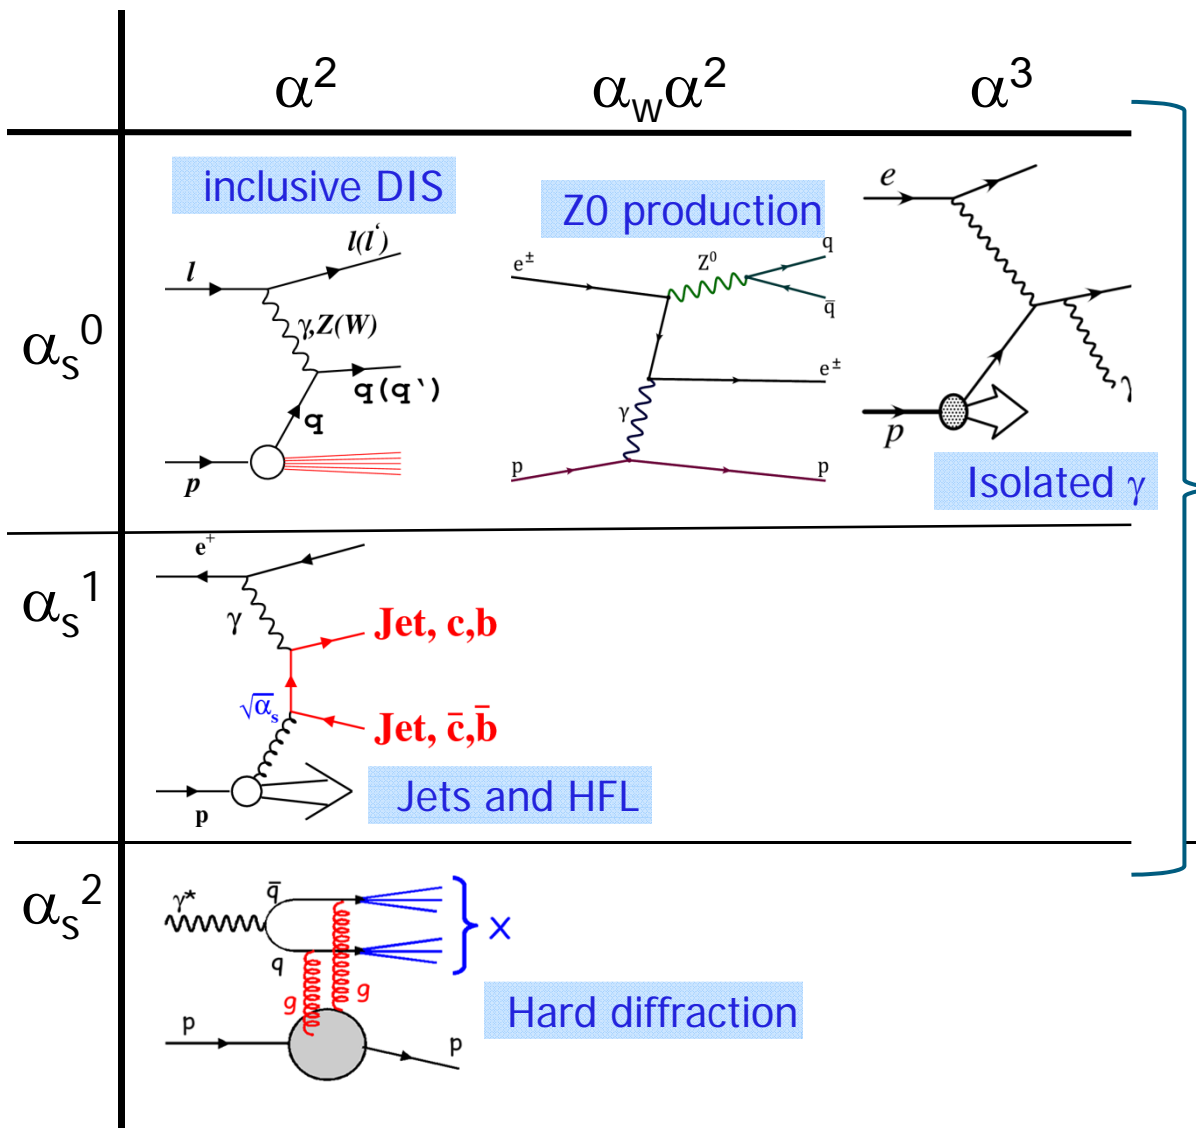 α² α_wα² α³
α_s⁰
inclusive DIS
l l(l‘)
γ,Z(W)
q(q‘)
q
p
Z0 production
e± Z⁰ q
q̄
e±
γ
p p
e
γ
p
Isolated γ
α_s¹
e⁺
γ
Jet, c,b
√α_s
Jet, c̄,b̄
p
Jets and HFL
α_s²
γ* q̄
q
g g
x
p p
Hard diffraction